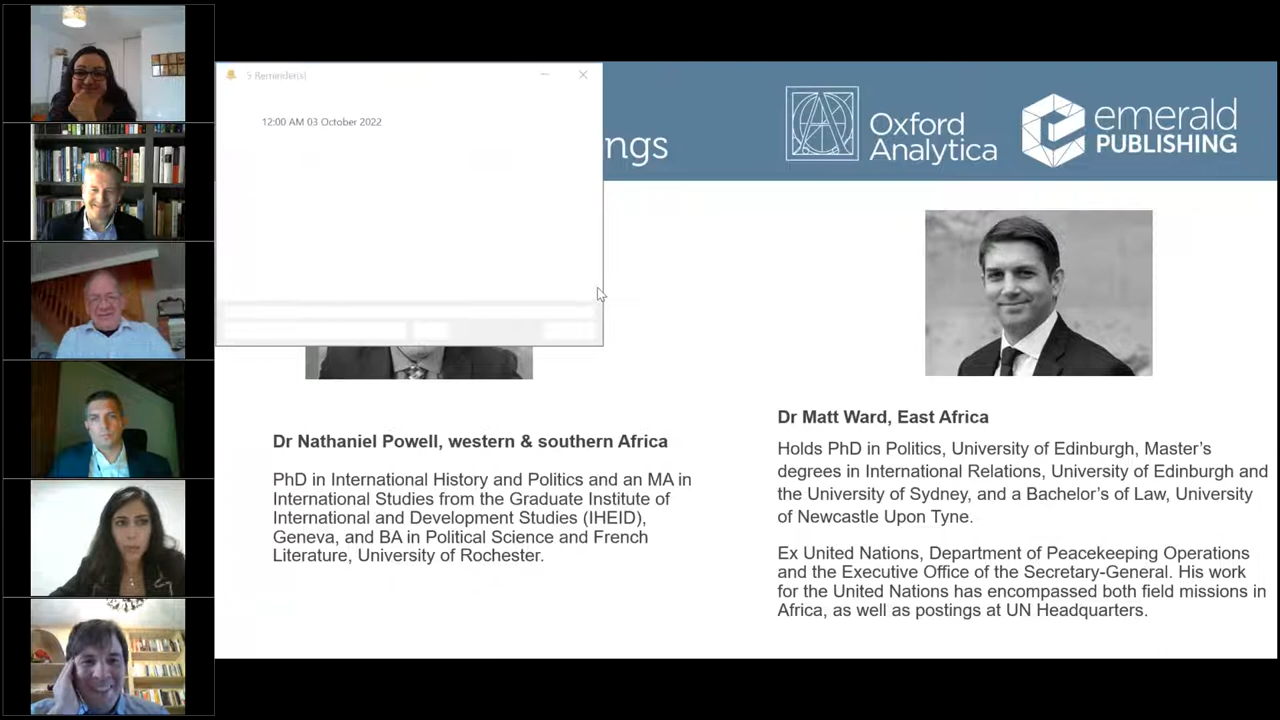 5 Reminder(s)
12:00 AM 03 October 2022
ngs
Oxford
Analytica
emerald
PUBLISHING
Dr Nathaniel Powell, western & southern Africa
PhD in International History and Politics and an MA in
International Studies from the Graduate Institute of
International and Development Studies (IHEID),
Geneva, and BA in Political Science and French
Literature, University of Rochester.
Dr Matt Ward, East Africa
Holds PhD in Politics, University of Edinburgh, Master's
degrees in International Relations, University of Edinburgh and
the University of Sydney, and a Bachelor's of Law, University
of Newcastle Upon Tyne.
Ex United Nations, Department of Peacekeeping Operations
and the Executive Office of the Secretary-General. His work
for the United Nations has encompassed both field missions in
Africa, as well as postings at UN Headquarters.